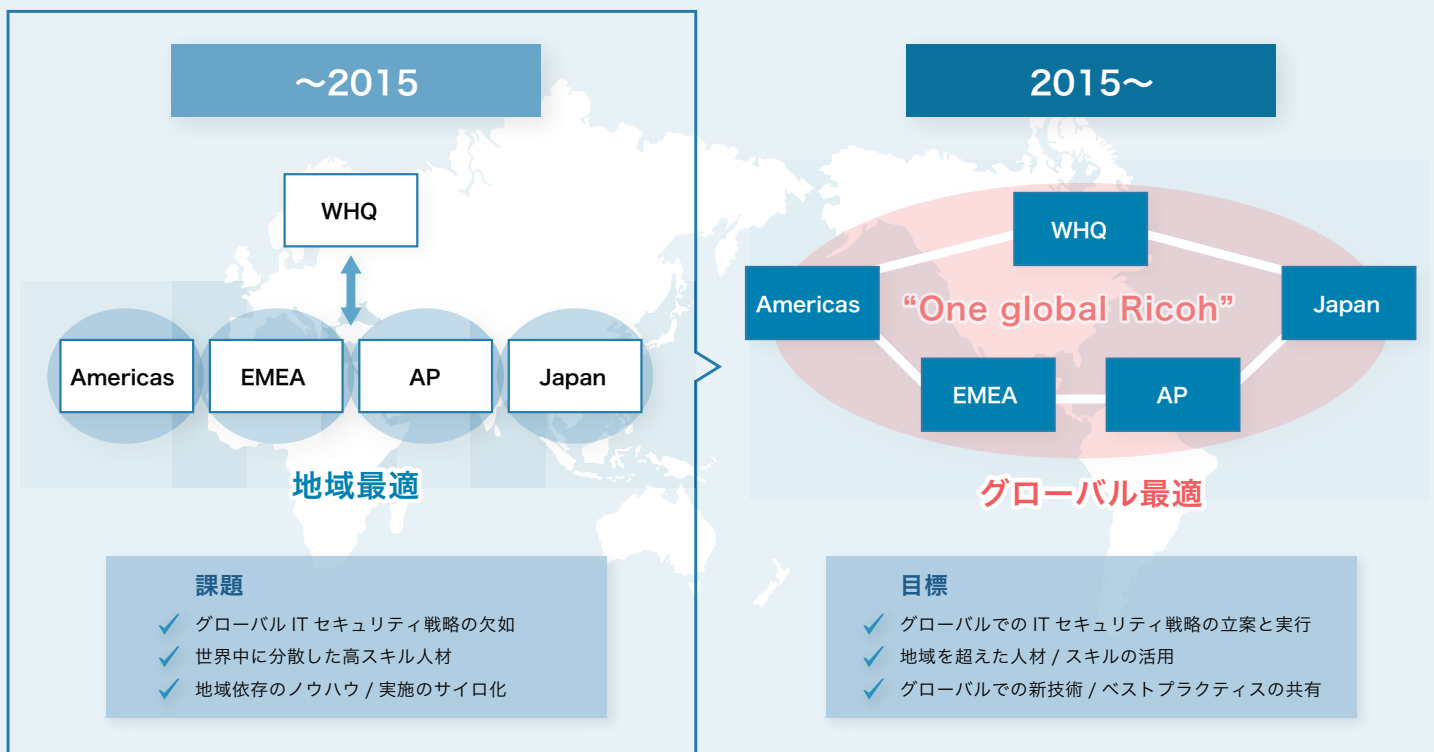 ～2015
WHQ
Americas
EMEA
AP
Japan
地域最適
課題
グローバル IT セキュリティ戦略の欠如
世界中に分散した高スキル人材
地域依存のノウハウ / 実施のサイロ化
2015～
WHQ
Americas
“One global Ricoh”
Japan
EMEA
AP
グローバル最適
目標
グローバルでの IT セキュリティ戦略の立案と実行
地域を超えた人材 / スキルの活用
グローバルでの新技術 / ベストプラクティスの共有